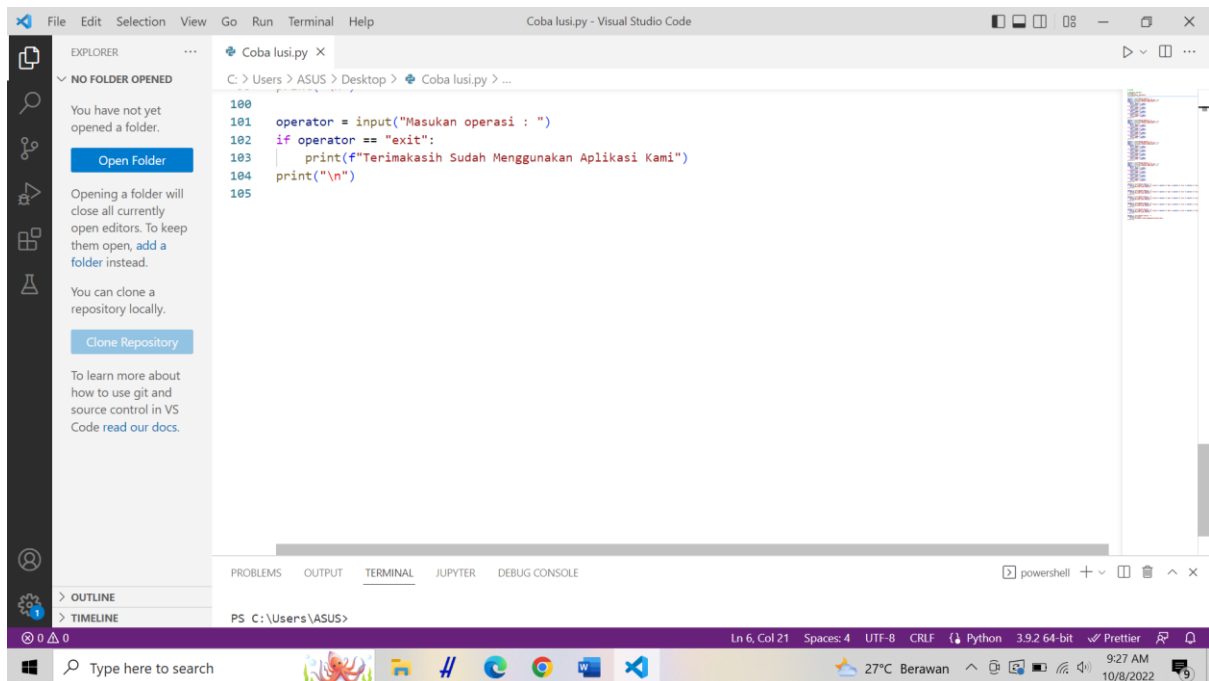 File Edit Selection View Go Run Terminal Help Coba lusi.py - Visual Studio Code
EXPLORER
Coba lusi.py
NO FOLDER OPENED
C: > Users > ASUS > Desktop > Coba lusi.py > ...
You have not yet
opened a folder.
Open Folder
Opening a folder will
close all currently
open editors. To keep
them open, add a
folder instead.
You can clone a
repository locally.
Clone Repository
To learn more about
how to use git and
source control in VS
Code read our docs.
100
101 operator = input("Masukan operasi : ")
102 if operator == "exit":
103 print(f"Terimakasih Sudah Menggunakan Aplikasi Kami")
104 print("\n")
105
PROBLEMS OUTPUT TERMINAL JUPYTER DEBUG CONSOLE powershell
OUTLINE
TIMELINE
PS C:\Users\ASUS>
1
0 0 Ln 6, Col 21 Spaces: 4 UTF-8 CRLF Python 3.9.2 64-bit Prettier
Type here to search 27°C Berawan 9:27 AM
10/8/2022
9